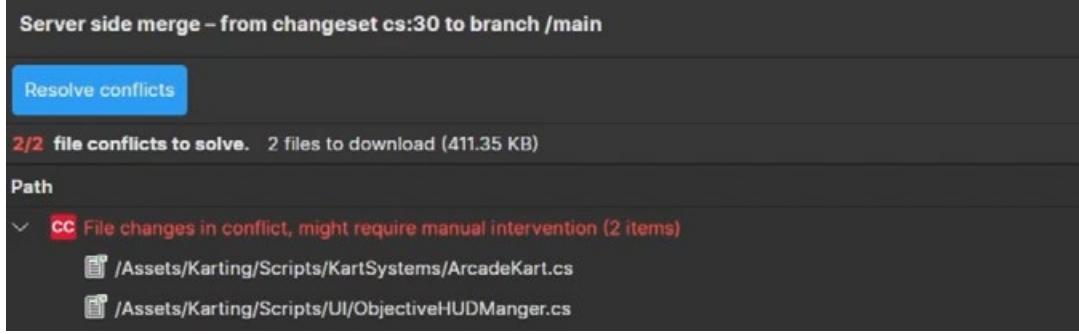 Server side merge – from changeset cs:30 to branch /main
Resolve conflicts
2/2 file conflicts to solve. 2 files to download (411.35 KB)
Path
CC File changes in conflict, might require manual intervention (2 items)
/Assets/Karting/Scripts/KartSystems/ArcadeKart.cs
/Assets/Karting/Scripts/UI/ObjectiveHUDManger.cs